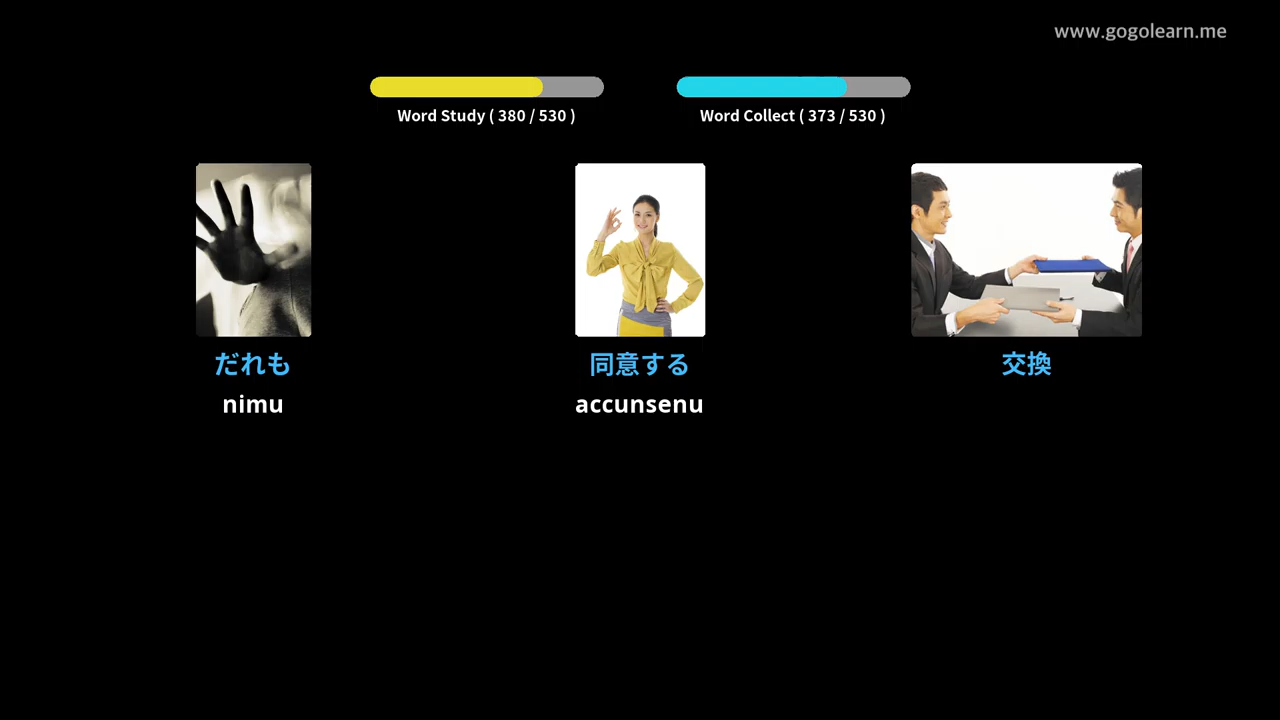 www.gogolearn.me
Word Study ( 380 / 530 )
Word Collect ( 373 / 530 )
だれも
同意する
交換
nimu
accunsenu